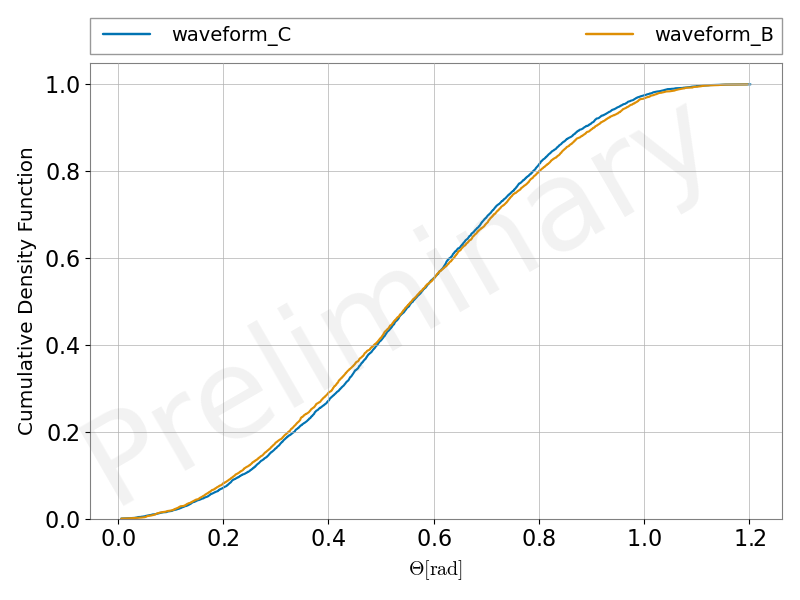 waveform_C waveform_B
1.0
0.8
0.6
0.4
0.2
0.0
Cumulative Density Function
Preliminary
0.0 0.2 0.4 0.6 0.8 1.0 1.2
Θ[rad]